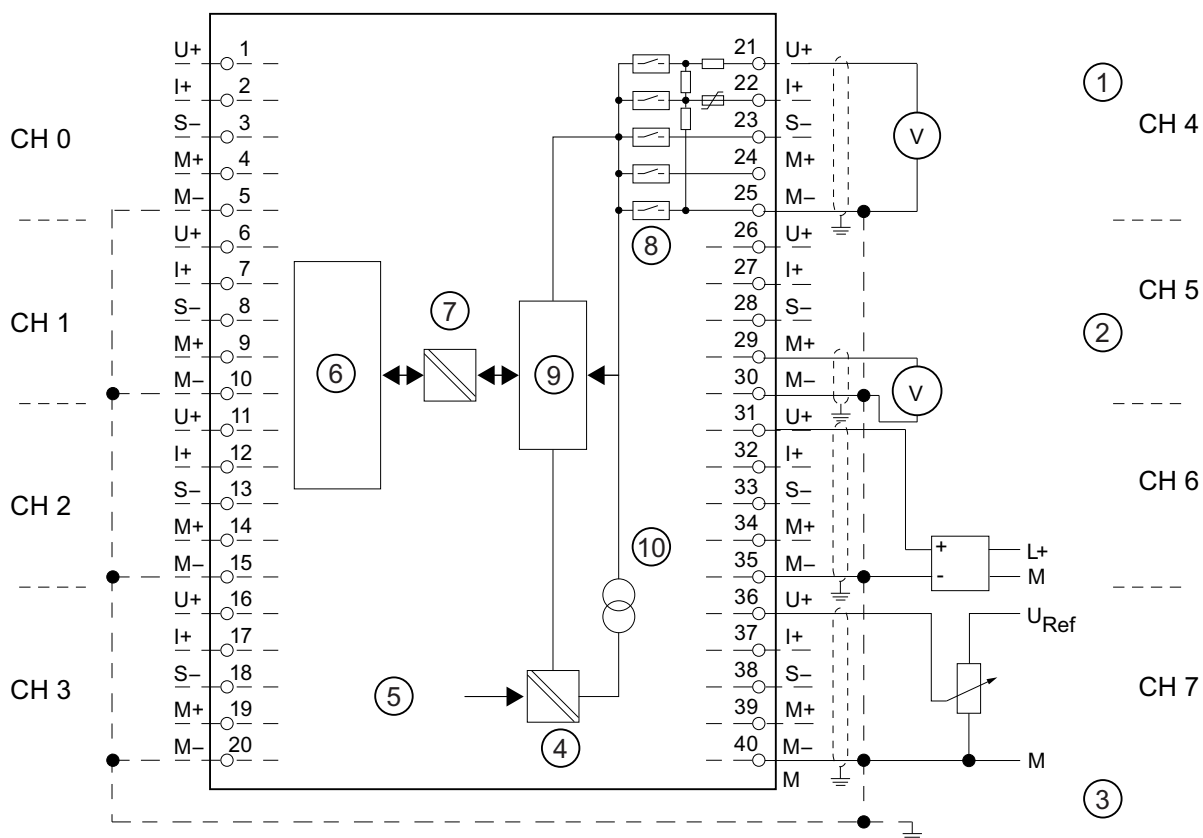 U+ 1
I+ 2
S− 3
M+ 4
M− 5
CH 0
U+ 6
I+ 7
S− 8
M+ 9
M− 10
CH 1
U+ 11
I+ 12
S− 13
M+ 14
M− 15
CH 2
U+ 16
I+ 17
S− 18
M+ 19
M− 20
CH 3
6
7
9
8
10
5
4
21 U+
22 I+
23 S−
24 M+
25 M−
V
1
CH 4
26 U+
27 I+
28 S−
29 M+
30 M−
V
CH 5
2
31 U+
32 I+
33 S−
34 M+
35 M−
CH 6
+
-
L+
M
36 U+
37 I+
38 S−
39 M+
40 M−
M
URef
CH 7
M
3